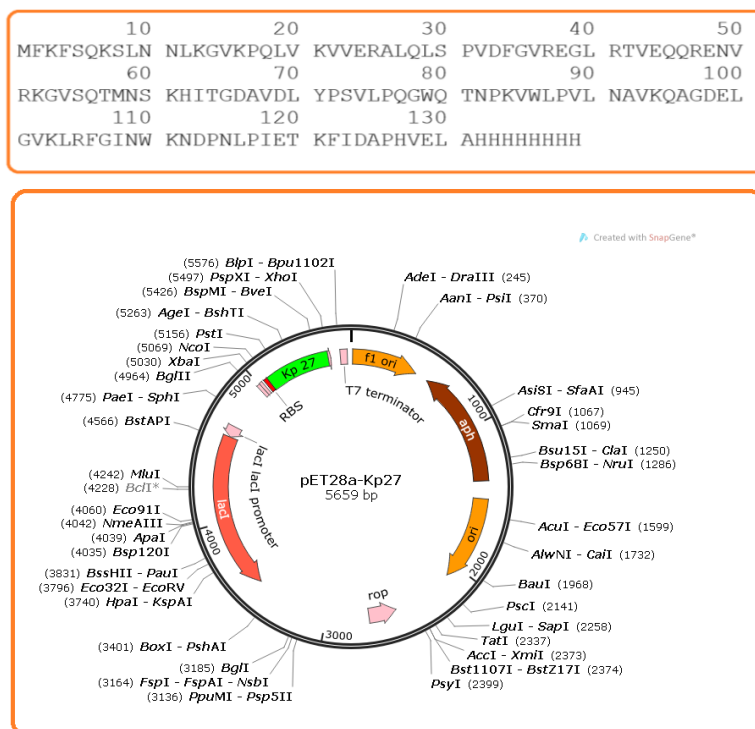 10 20 30 40 50
MFKFSQKSLN NLKGVKPQLV KVVERALQLS PVDFGVREGL RTVEQQRENV
60 70 80 90 100
RKGVSQTMNS KHITGDAVDL YPSVLPQGWQ TNPKVWLPVL NAVKQAGDEL
110 120 130
GVKLRFGINW KNDPNLPIET KFIDAPHVEL AHHHHHHHH
Created with SnapGene®
(5576) BlpI - Bpu1102I
(5497) PspXI - XhoI
(5426) BspMI - BveI
(5263) AgeI - BshTI
(5156) PstI
(5069) NcoI
(5030) XbaI
(4964) BglII
(4775) PaeI - SphI
(4566) BstAPI
(4242) MluI
(4228) BclI*
(4060) Eco91I
(4042) NmeAIII
(4039) ApaI
(4035) Bsp120I
(3831) BssHII - PauI
(3796) Eco32I - EcoRV
(3740) HpaI - KspAI
(3401) BoxI - PshAI
(3185) BglI
(3164) FspI - FspAI - NsbI
(3136) PpuMI - Psp5II
AdeI - DraIII (245)
AanI - PsiI (370)
AsiSI - SfaAI (945)
Cfr9I (1067)
SmaI (1069)
Bsu15I - ClaI (1250)
Bsp68I - NruI (1286)
AcuI - Eco57I (1599)
AlwNI - CaiI (1732)
BauI (1968)
PscI (2141)
LguI - SapI (2258)
TatI (2337)
AccI - XmiI (2373)
Bst1107I - BstZ17I (2374)
PsyI (2399)
Kp 27
f1 ori
T7 terminator
RBS
aph
ori
rop
lacI
lacI lacI promoter
1000
2000
3000
4000
5000
pET28a-Kp27
5659 bp